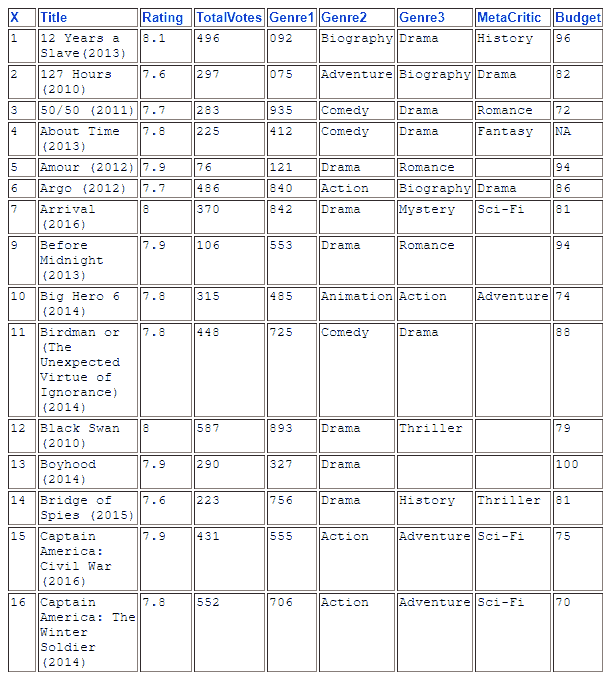 X Title Rating TotalVotes Genre1 Genre2 Genre3 MetaCritic Budget
1 12 Years a 8.1 496 092 Biography Drama History 96
Slave(2013)
2 127 Hours 7.6 297 075 Adventure Biography Drama 82
(2010)
3 50/50 (2011) 7.7 283 935 Comedy Drama Romance 72
4 About Time 7.8 225 412 Comedy Drama Fantasy NA
(2013)
5 Amour (2012) 7.9 76 121 Drama Romance 94
6 Argo (2012) 7.7 486 840 Action Biography Drama 86
7 Arrival 8 370 842 Drama Mystery Sci-Fi 81
(2016)
9 Before 7.9 106 553 Drama Romance 94
Midnight
(2013)
10 Big Hero 6 7.8 315 485 Animation Action Adventure 74
(2014)
11 Birdman or 7.8 448 725 Comedy Drama 88
(The
Unexpected
Virtue of
Ignorance)
(2014)
12 Black Swan 8 587 893 Drama Thriller 79
(2010)
13 Boyhood 7.9 290 327 Drama 100
(2014)
14 Bridge of 7.6 223 756 Drama History Thriller 81
Spies (2015)
15 Captain 7.9 431 555 Action Adventure Sci-Fi 75
America:
Civil War
(2016)
16 Captain 7.8 552 706 Action Adventure Sci-Fi 70
America: The
Winter
Soldier
(2014)